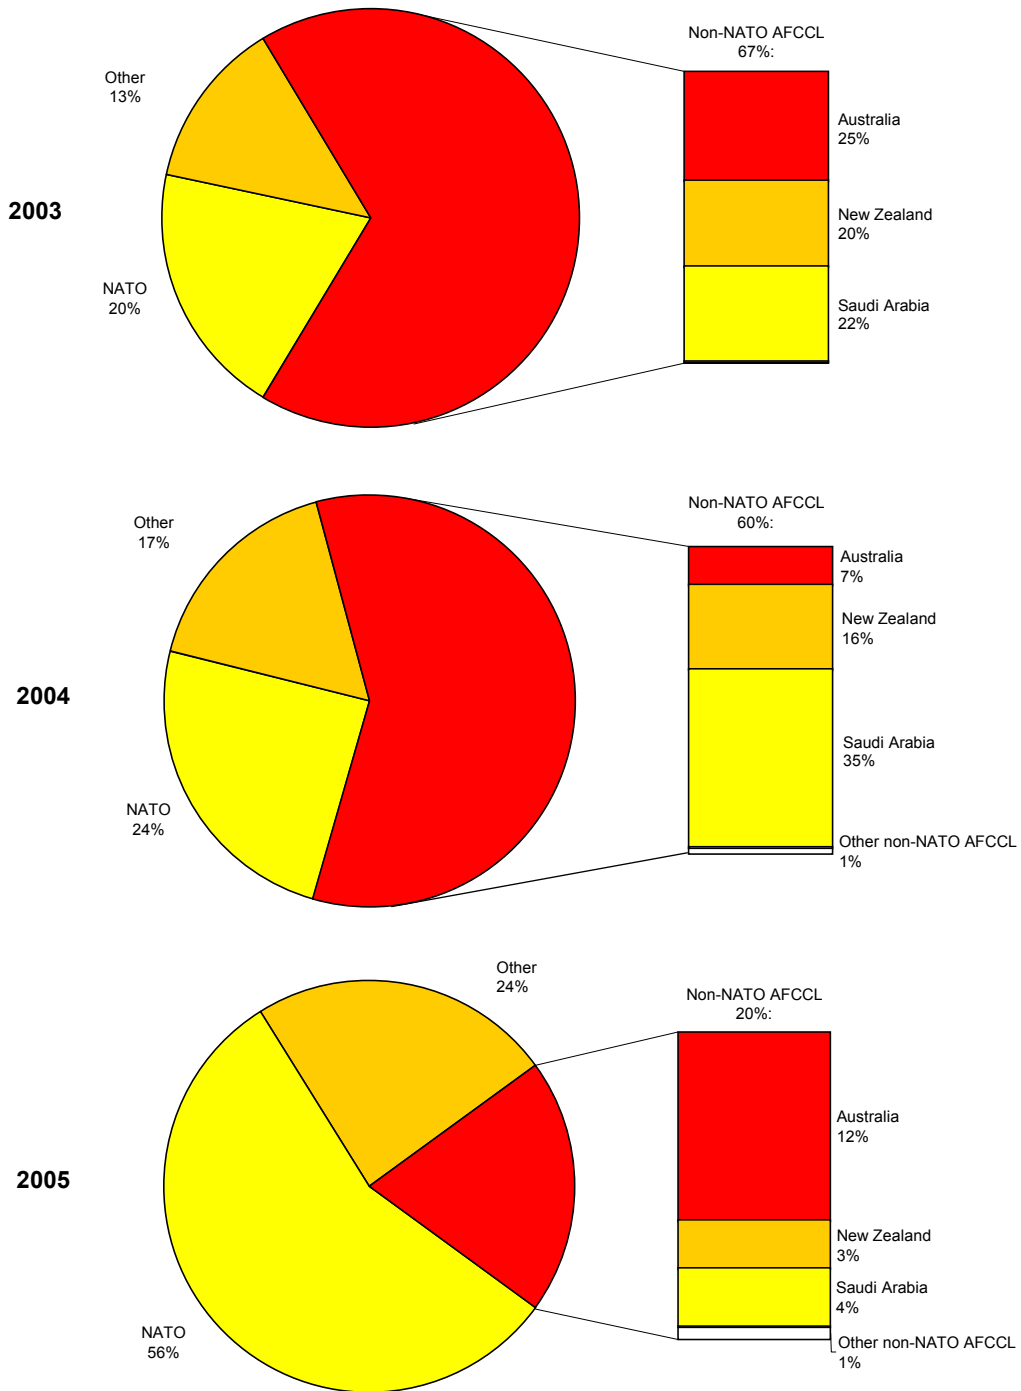 Non-NATO AFCCL
67%:
Other
13%
Australia
25%
2003
New Zealand
20%
NATO
20%
Saudi Arabia
22%
Non-NATO AFCCL
60%:
Other
17%
Australia
7%
New Zealand
16%
2004
Saudi Arabia
35%
NATO
24%
Other non-NATO AFCCL
1%
Other
24%
Non-NATO AFCCL
20%:
Australia
12%
2005
New Zealand
3%
Saudi Arabia
4%
NATO
56%
Other non-NATO AFCCL
1%